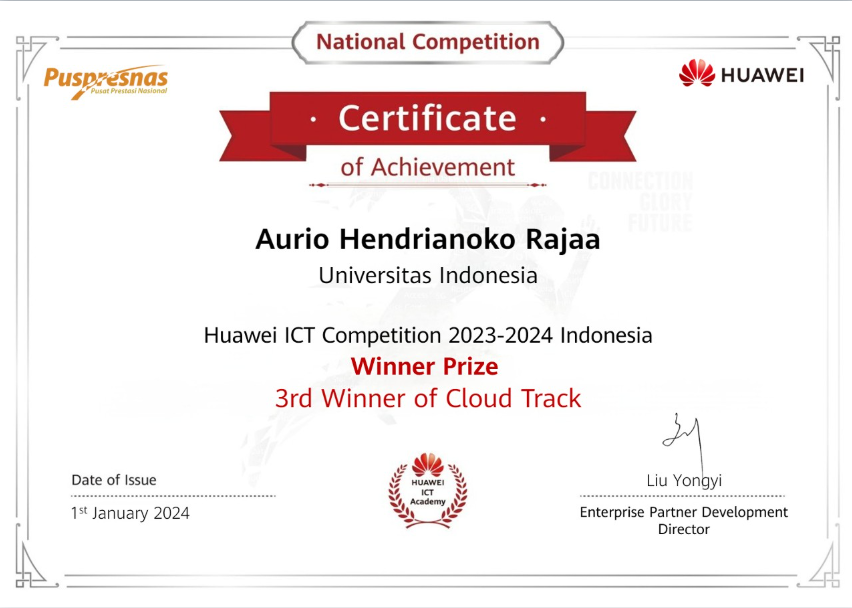 National Competition
Puspresnas
Pusat Prestasi Nasional
HUAWEI
· Certificate ·
of Achievement
CONNECTION
GLORY
FUTURE
Aurio Hendrianoko Rajaa
Universitas Indonesia
Huawei ICT Competition 2023-2024 Indonesia
Winner Prize
3rd Winner of Cloud Track
Date of Issue
1st January 2024
HUAWEI
ICT
Academy
Liu Yongyi
Enterprise Partner Development
Director